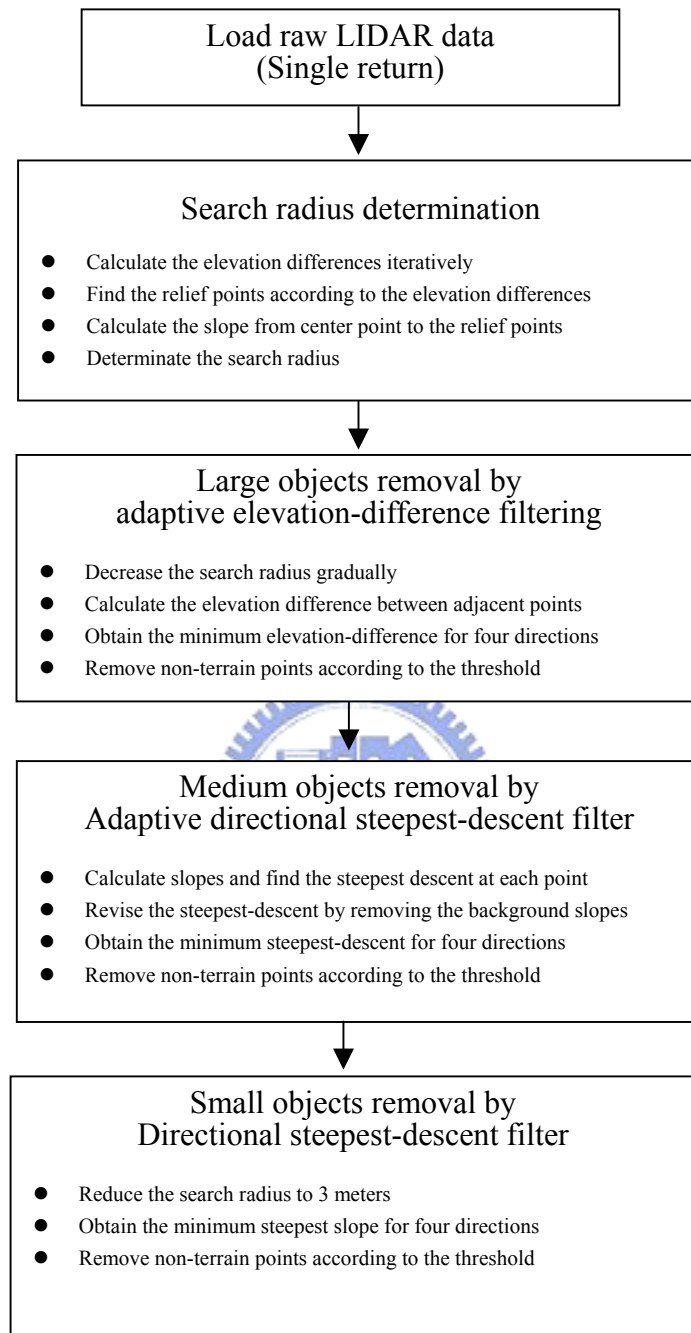 Load raw LIDAR data
(Single return)
Search radius determination
● Calculate the elevation differences iteratively
● Find the relief points according to the elevation differences
● Calculate the slope from center point to the relief points
● Determinate the search radius
Large objects removal by
adaptive elevation-difference filtering
● Decrease the search radius gradually
● Calculate the elevation difference between adjacent points
● Obtain the minimum elevation-difference for four directions
● Remove non-terrain points according to the threshold
Medium objects removal by
Adaptive directional steepest-descent filter
● Calculate slopes and find the steepest descent at each point
● Revise the steepest-descent by removing the background slopes
● Obtain the minimum steepest-descent for four directions
● Remove non-terrain points according to the threshold
Small objects removal by
Directional steepest-descent filter
● Reduce the search radius to 3 meters
● Obtain the minimum steepest slope for four directions
● Remove non-terrain points according to the threshold